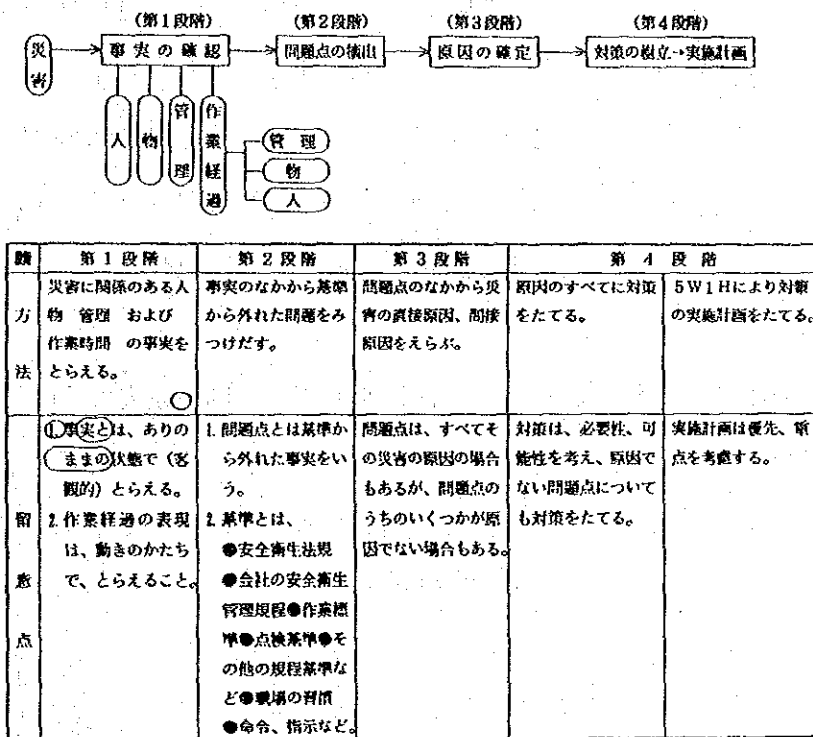 (第1段階)
(第2段階)
(第3段階)
(第4段階)
災害
事実の確認
問題点の摘出
原因の確定
対策の樹立→実施計画
人
物
管理
作業経過
管理
物
人
第1段階
第2段階
第3段階
第4段階
方法
災害に関係のある人
物 管理 および
作業時間 の事実を
とらえる。
事実のなかから基準
から外れた問題をみ
つけだす。
問題点のなかから災
害の直接原因、間接
原因をえらぶ。
原因のすべてに対策
をたてる。
5W1Hにより対策
の実施計画をたてる。
留意点
1.事実とは、ありの
ままの状態で(客
観的)とらえる。
2.作業経過の表現
は、動きのかたち
で、とらえること。
1.問題点とは基準か
ら外れた事実をい
う。
2.基準とは、
●安全衛生法規
●会社の安全衛生
管理規程●作業標
準●点検基準●そ
の他の規程基準な
ど●職場の習慣
●命令、指示など。
問題点は、すべてそ
の災害の原因の場合
もあるが、問題点の
うちのいくつかが原
因でない場合もある。
対策は、必要性、可
能性を考え、原因で
ない問題点について
も対策をたてる。
実施計画は優先、重
点を考慮する。